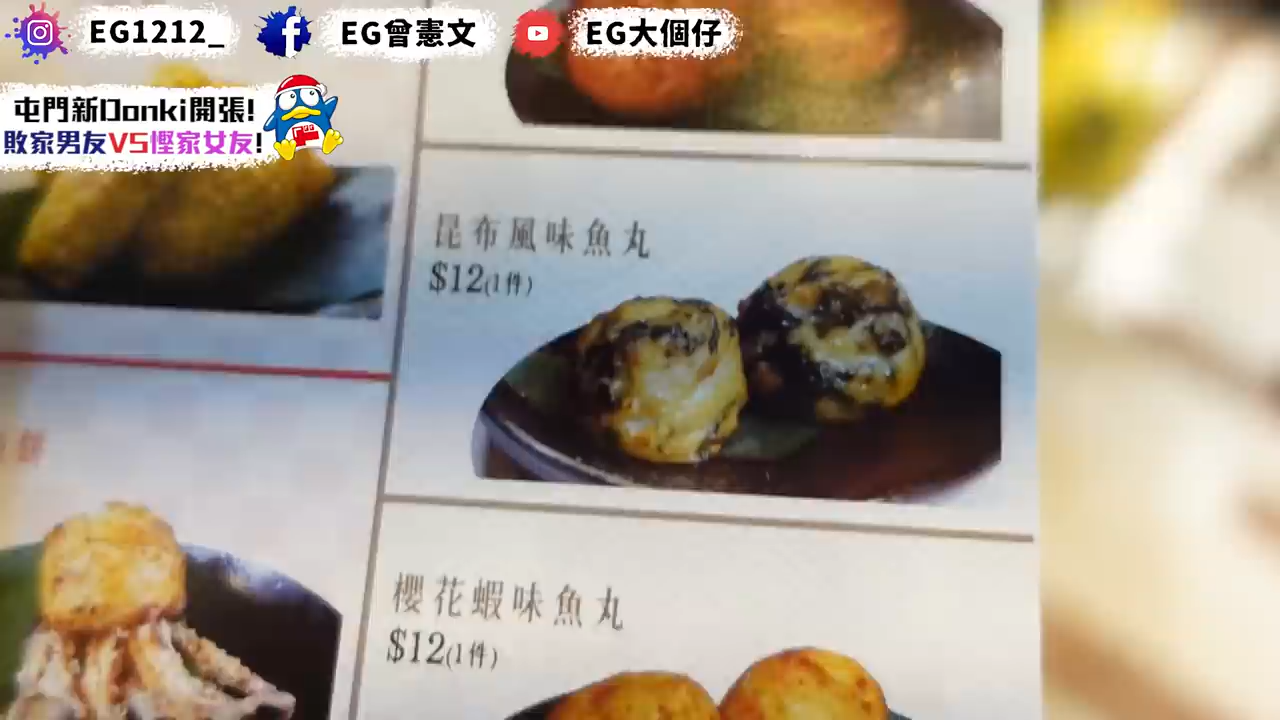 EG1212_
EG曾憲文
EG大個仔
屯門新Donki開張!
敗家男友VS慳家女友!
昆布風味魚丸
$12(1件)
櫻花蝦味魚丸
$12(1件)